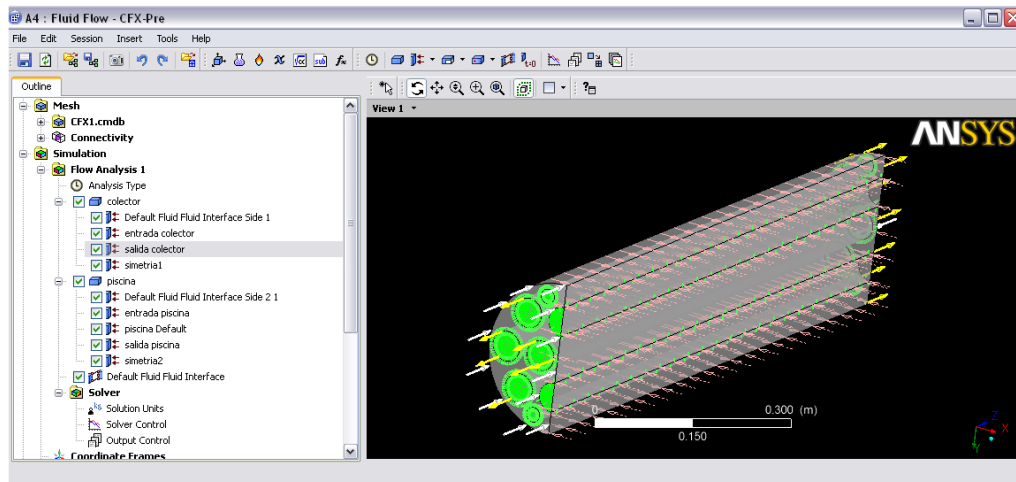 A4 : Fluid Flow - CFX-Pre
File Edit Session Insert Tools Help
Outline
Mesh
CFX1.cmdb
Connectivity
Simulation
Flow Analysis 1
Analysis Type
colector
Default Fluid Fluid Interface Side 1
entrada colector
salida colector
simetria1
piscina
Default Fluid Fluid Interface Side 2 1
entrada piscina
piscina Default
salida piscina
simetria2
Default Fluid Fluid Interface
Solver
Solution Units
Solver Control
Output Control
Coordinate Frames
View 1
ANSYS
0 0.300 (m)
0.150
Z
X
Y